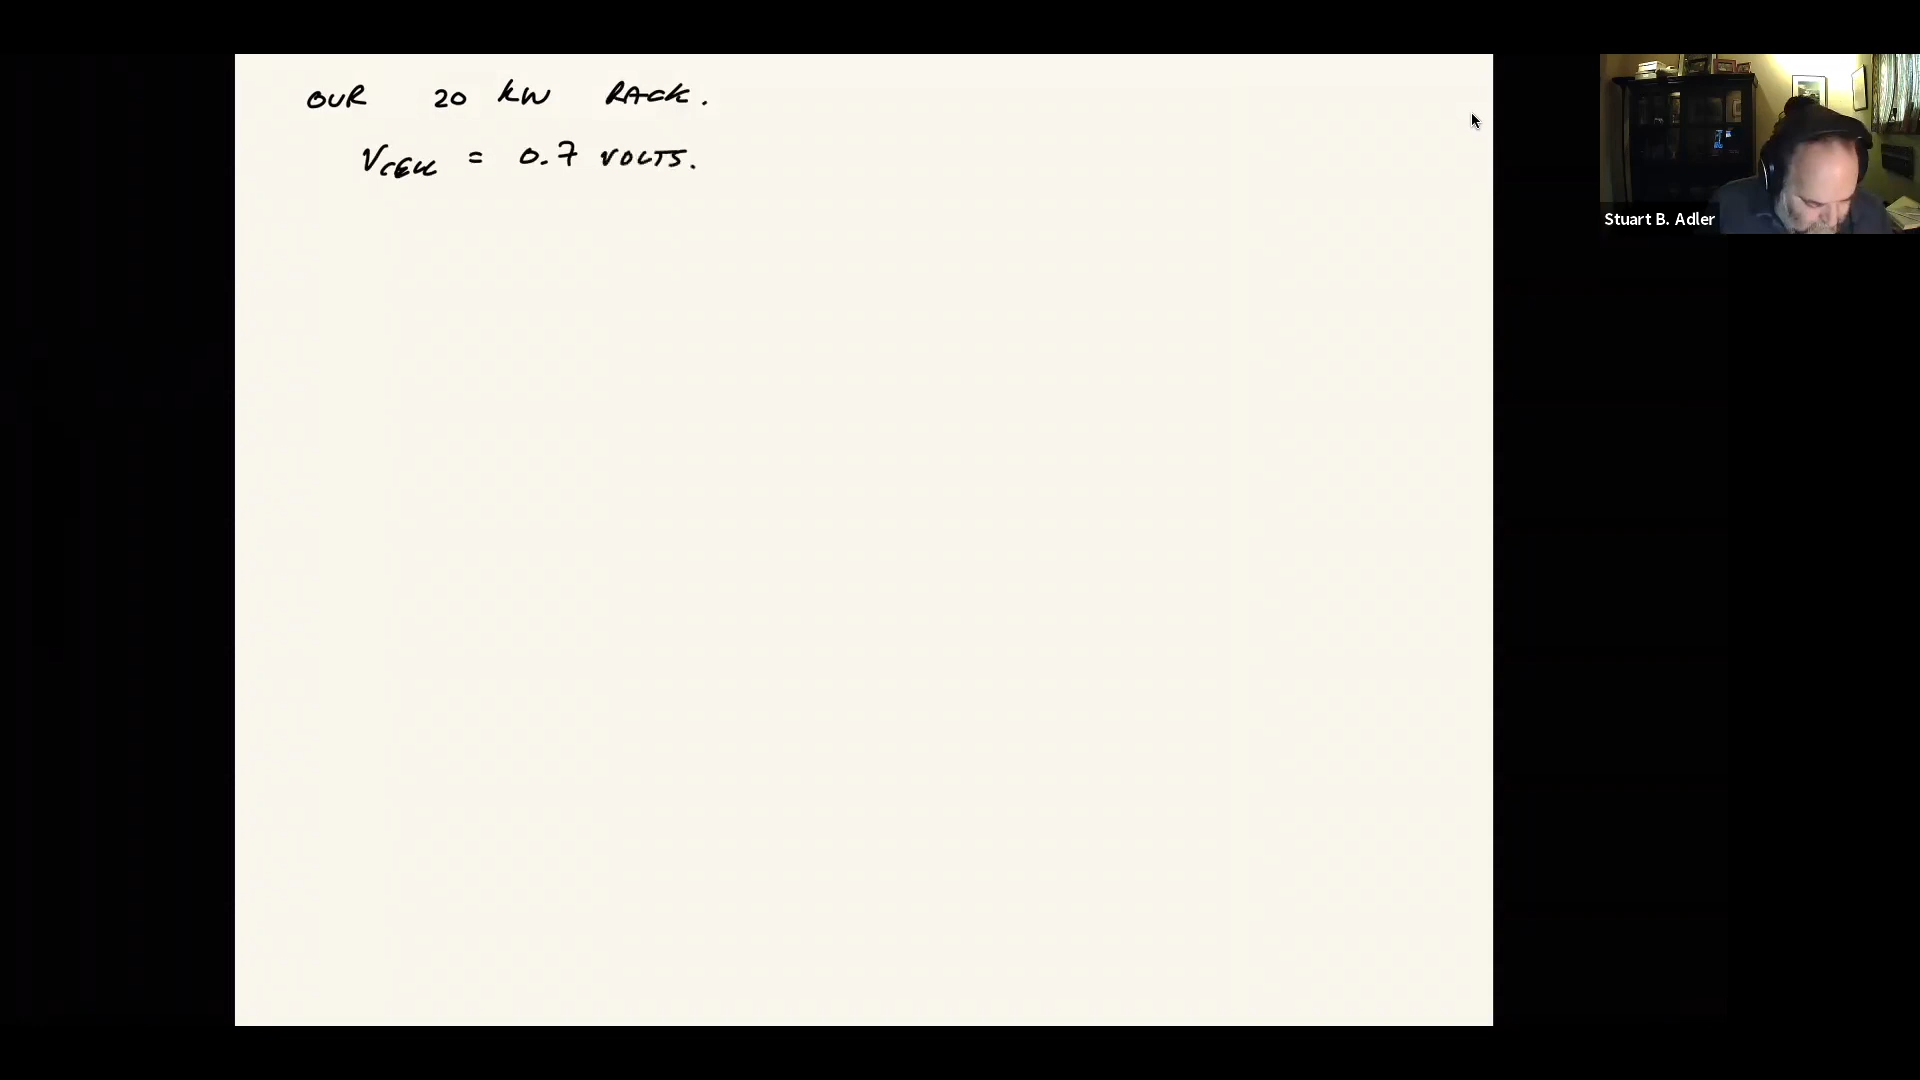 OUR 20 KW RACK.
VCELL = 0.7 VOLTS.
Stuart B. Adler